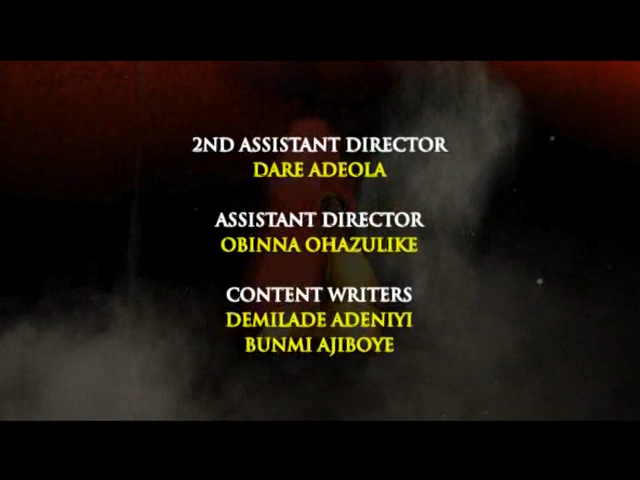 2ND ASSISTANT DIRECTOR
DARE ADEOLA
ASSISTANT DIRECTOR
OBINNA OHAZULIKE
CONTENT WRITERS
DEMILADE ADENIYI
BUNMI AJIBOYE